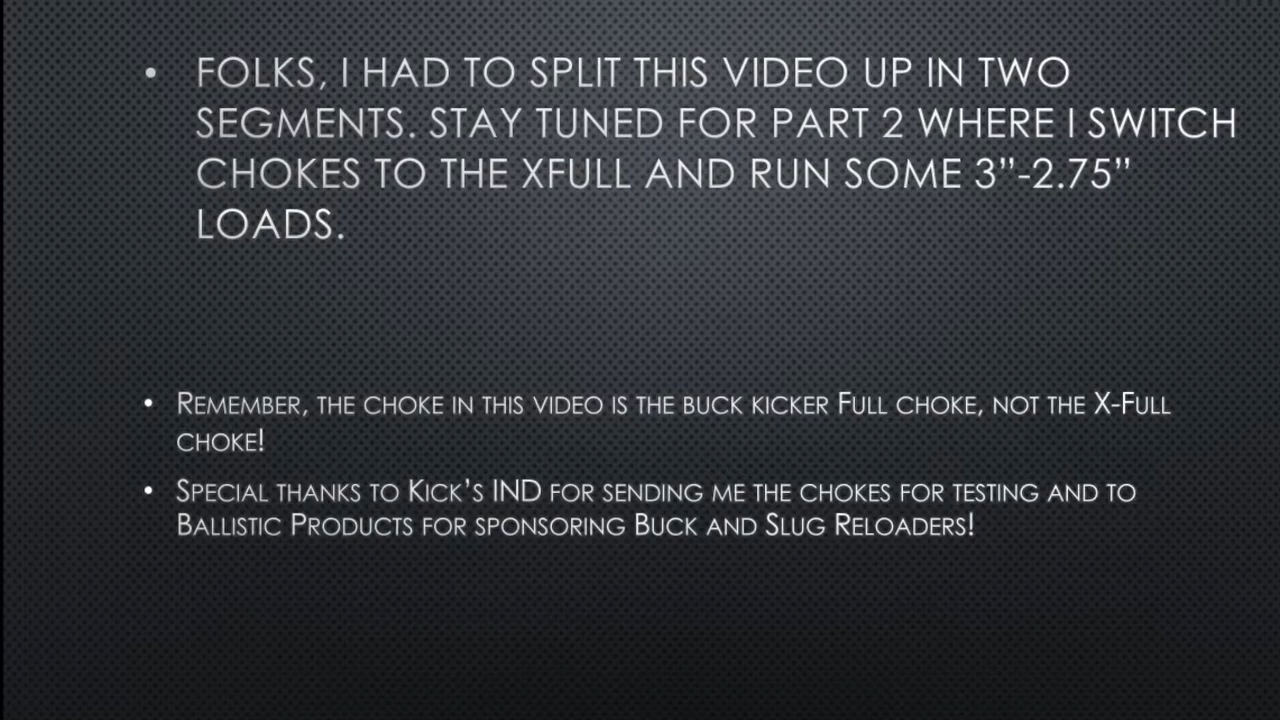 • FOLKS, I HAD TO SPLIT THIS VIDEO UP IN TWO
SEGMENTS. STAY TUNED FOR PART 2 WHERE I SWITCH
CHOKES TO THE XFULL AND RUN SOME 3”-2.75”
LOADS.
• REMEMBER, THE CHOKE IN THIS VIDEO IS THE BUCK KICKER FULL CHOKE, NOT THE X-FULL
CHOKE!
• SPECIAL THANKS TO KICK’S IND FOR SENDING ME THE CHOKES FOR TESTING AND TO
BALLISTIC PRODUCTS FOR SPONSORING BUCK AND SLUG RELOADERS!